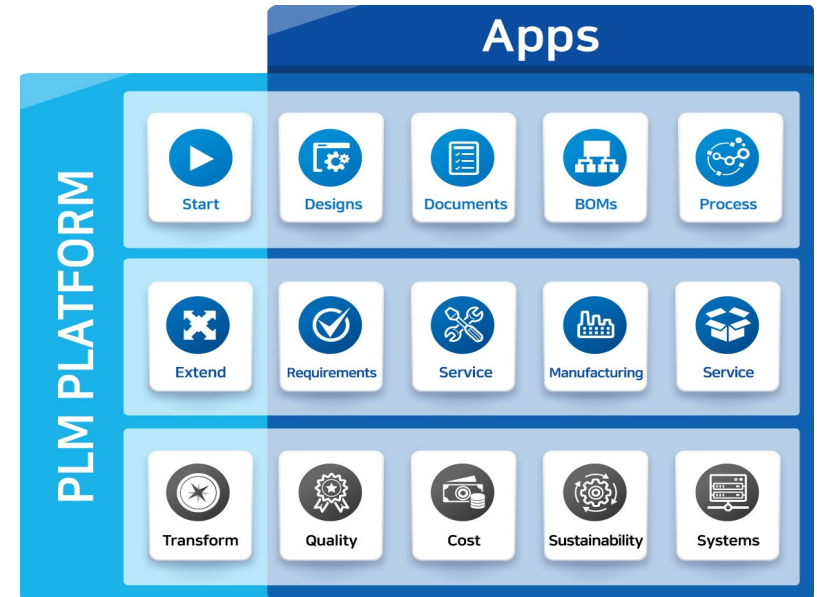 Apps
PLM PLATFORM
Start
Designs
Documents
BOMs
Process
Extend
Requirements
Service
Manufacturing
Service
Transform
Quality
Cost
Sustainability
Systems